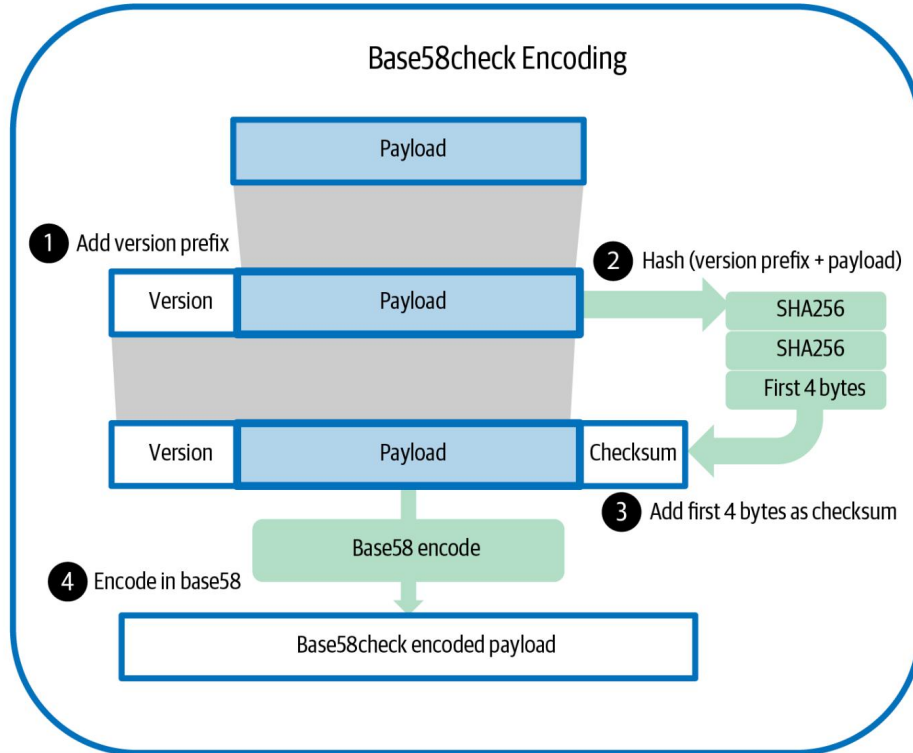 Base58check Encoding
Payload
1 Add version prefix
2 Hash (version prefix + payload)
Version
Payload
SHA256
SHA256
First 4 bytes
Version
Payload
Checksum
3 Add first 4 bytes as checksum
Base58 encode
4 Encode in base58
Base58check encoded payload